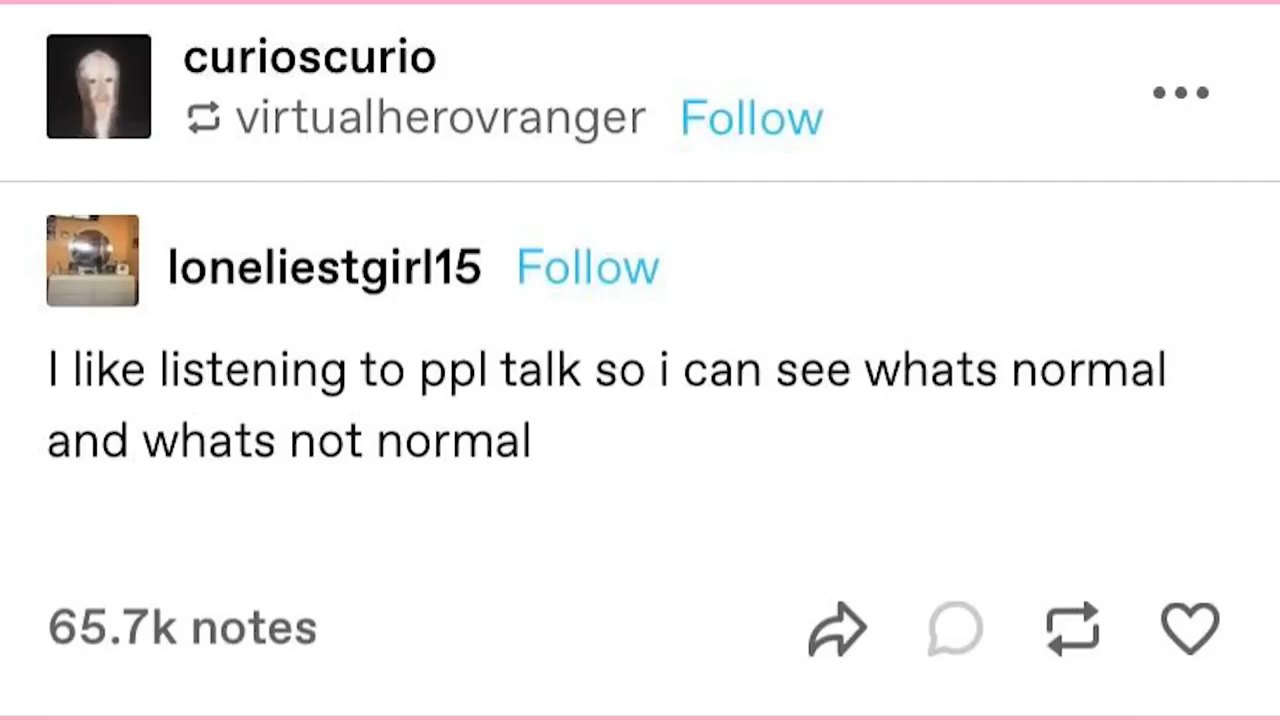 curioscurio
virtualherovranger Follow
loneliestgirl15 Follow
I like listening to ppl talk so i can see whats normal
and whats not normal
65.7k notes